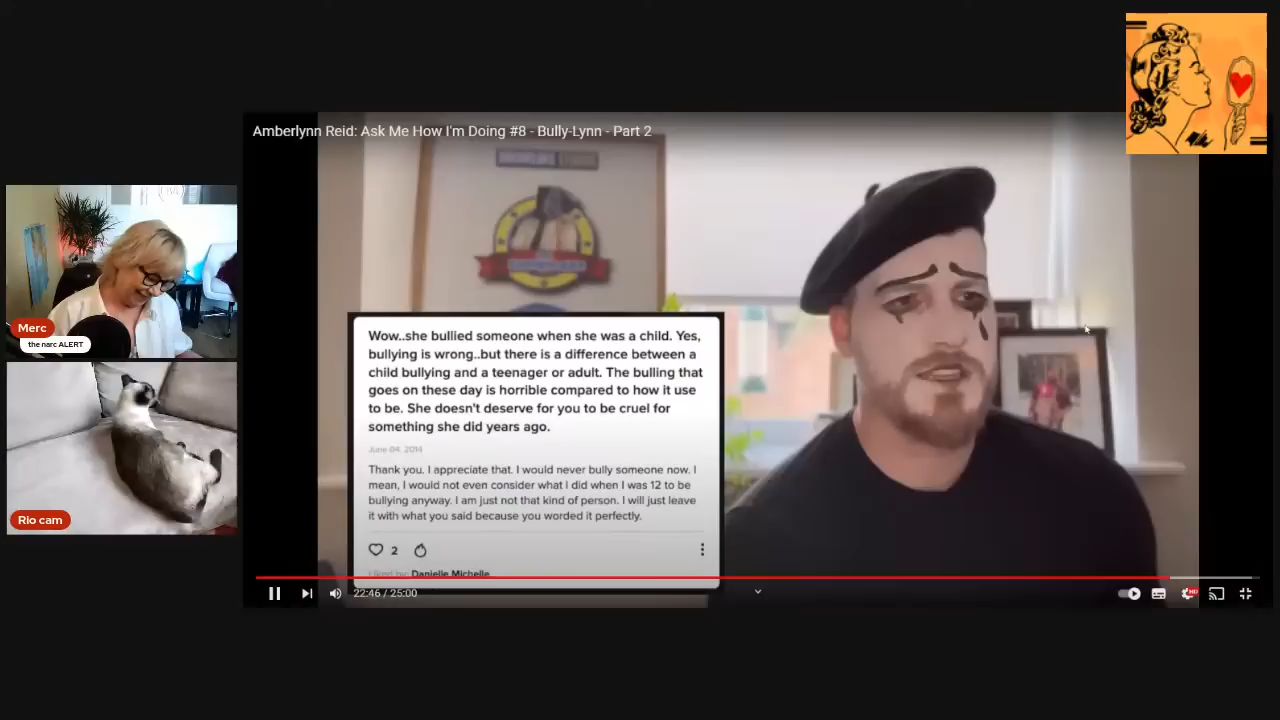 Amberlynn Reid: Ask Me How I'm Doing #8 - Bully-Lynn - Part 2
Merc
the narc ALERT
Rio cam
Wow..she bullied someone when she was a child. Yes,
bullying is wrong..but there is a difference between a
child bullying and a teenager or adult. The bulling that
goes on these day is horrible compared to how it use
to be. She doesn't deserve for you to be cruel for
something she did years ago.
June 04, 2014
Thank you. I appreciate that. I would never bully someone now. I
mean, I would not even consider what I did when I was 12 to be
bullying anyway. I am just not that kind of person. I will just leave
it with what you said because you worded it perfectly.
2
Liked by: Danielle Michelle
22:46 / 25:00
HD